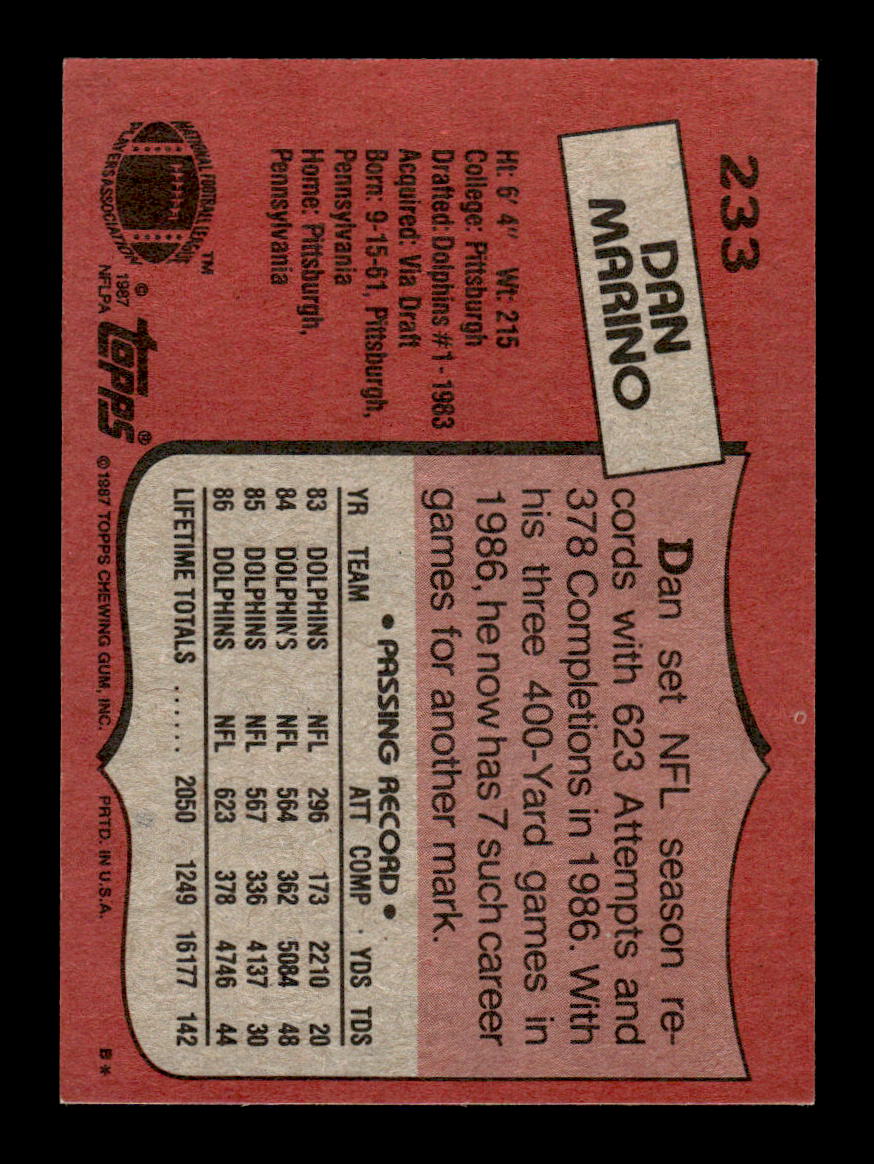 233
DAN
MARINO
Ht: 6' 4" Wt: 215
College: Pittsburgh
Drafted: Dolphins #1-1983
Acquired: Via Draft
Born: 9-15-61, Pittsburgh,
Pennsylvania
Home: Pittsburgh,
Pennsylvania
NATIONAL FOOTBALL LEAGUE
PLAYERS ASSOCIATION
TM
© 1987
NFLPA
topps®
Dan set NFL season re-
cords with 623 Attempts and
378 Completions in 1986. With
his three 400-Yard games in
1986, he now has 7 such career
games for another mark.
• PASSING RECORD •
YR TEAM ATT COMP. YDS TDS
83 DOLPHINS NFL 296 173 2210 20
84 DOLPHINS NFL 564 362 5084 48
85 DOLPHINS NFL 567 336 4137 30
86 DOLPHINS NFL 623 378 4746 44
LIFETIME TOTALS ...... 2050 1249 16177 142
© 1987 TOPPS CHEWING GUM, INC. PRTD. IN U.S.A. B*